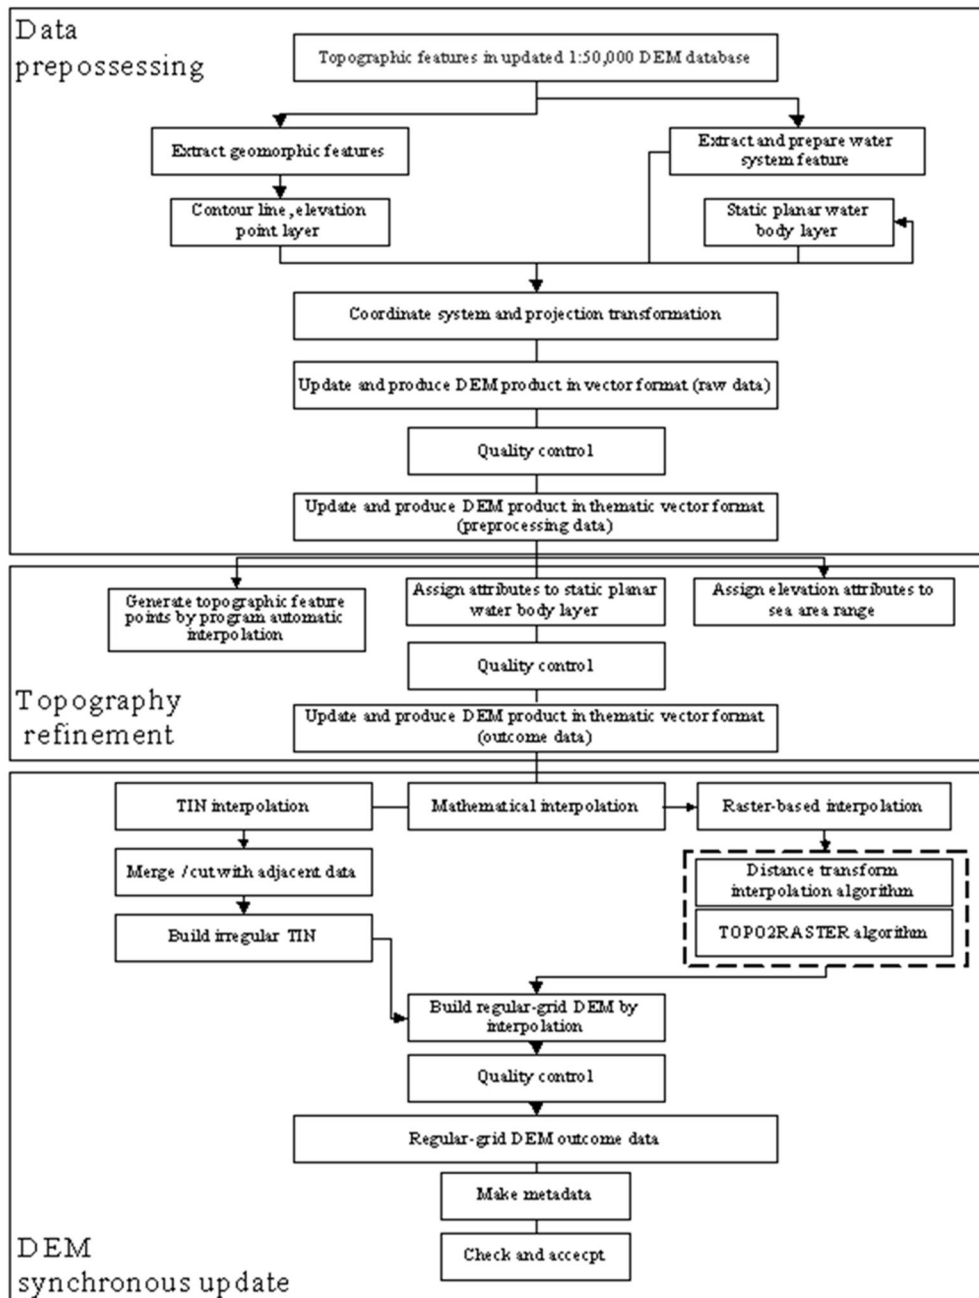 Data
prepossessing
Topographic features in updated 1:50,000 DEM database
Extract geomorphic features
Extract and prepare water
system feature
Contour line, elevation
point layer
Static planar water
body layer
Coordinate system and projection transformation
Update and produce DEM product in vector format (raw data)
Quality control
Update and produce DEM product in thematic vector format
(preprocessing data)
Generate topographic feature
points by program automatic
interpolation
Assign attributes to static planar
water body layer
Assign elevation attributes to
sea area range
Quality control
Topography
refinement
Update and produce DEM product in thematic vector format
(outcome data)
TIN interpolation
Mathematical interpolation
Raster-based interpolation
Merge /cut with adjacent data
Distance transform
interpolation algorithm
Build irregular TIN
TOPO2RASTER algorithm
Build regular-grid DEM by
interpolation
Quality control
Regular-grid DEM outcome data
Make metadata
Check and accecpt
DEM
synchronous update